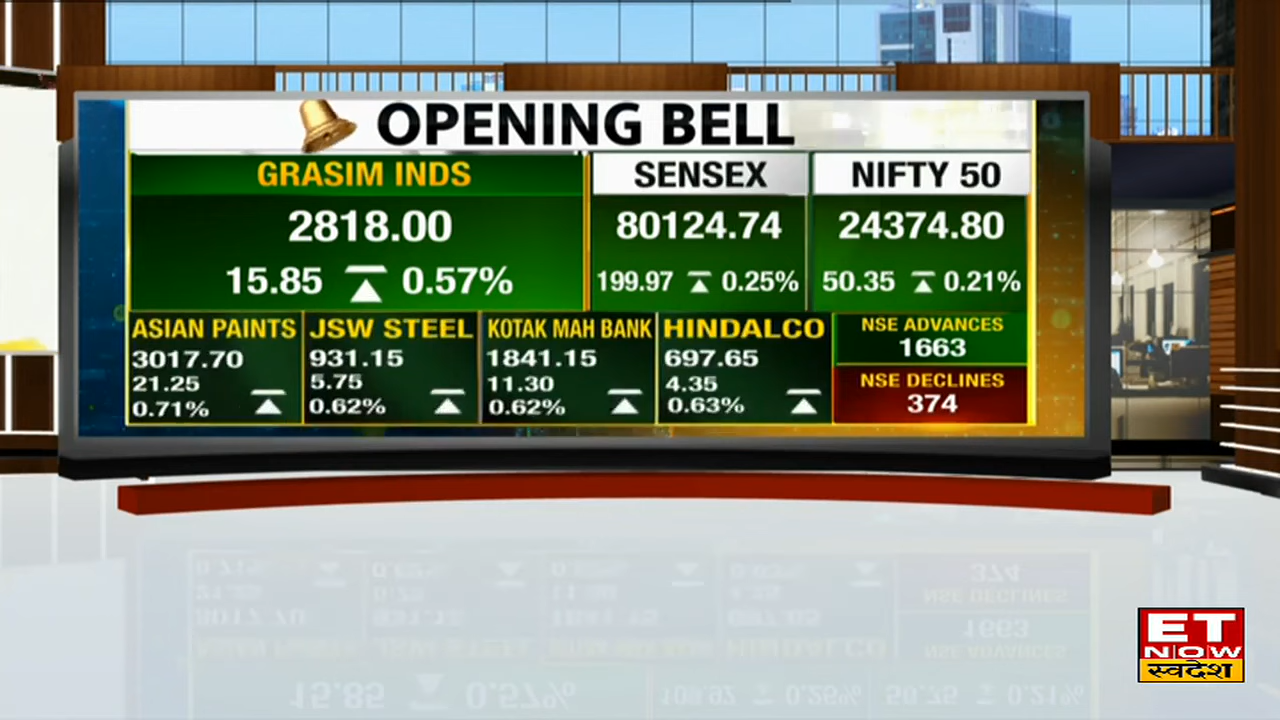 OPENING BELL
GRASIM INDS
2818.00
15.85 0.57%
SENSEX
80124.74
199.97 0.25%
NIFTY 50
24374.80
50.35 0.21%
ASIAN PAINTS
3017.70
21.25
0.71%
JSW STEEL
931.15
5.75
0.62%
KOTAK MAH BANK
1841.15
11.30
0.62%
HINDALCO
697.65
4.35
0.63%
NSE ADVANCES
1663
NSE DECLINES
374
ET
NOW
स्वदेश